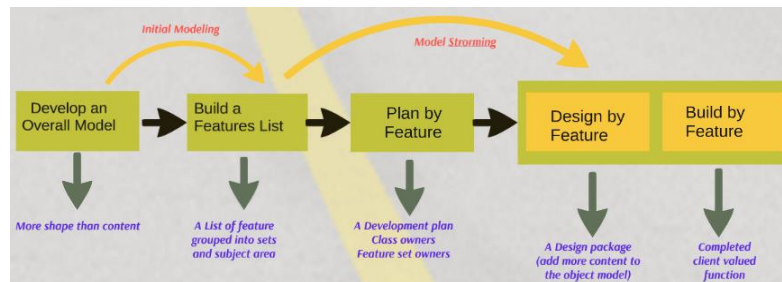 Initial Modeling
Model Strorming
Develop an
Overall Model
Build a
Features List
Plan by
Feature
Design by
Feature
Build by
Feature
More shape than content
A List of feature
grouped into sets
and subject area
A Development plan
Class owners
Feature set owners
A Design package
(add more content to
the object model)
Completed
client valued
function